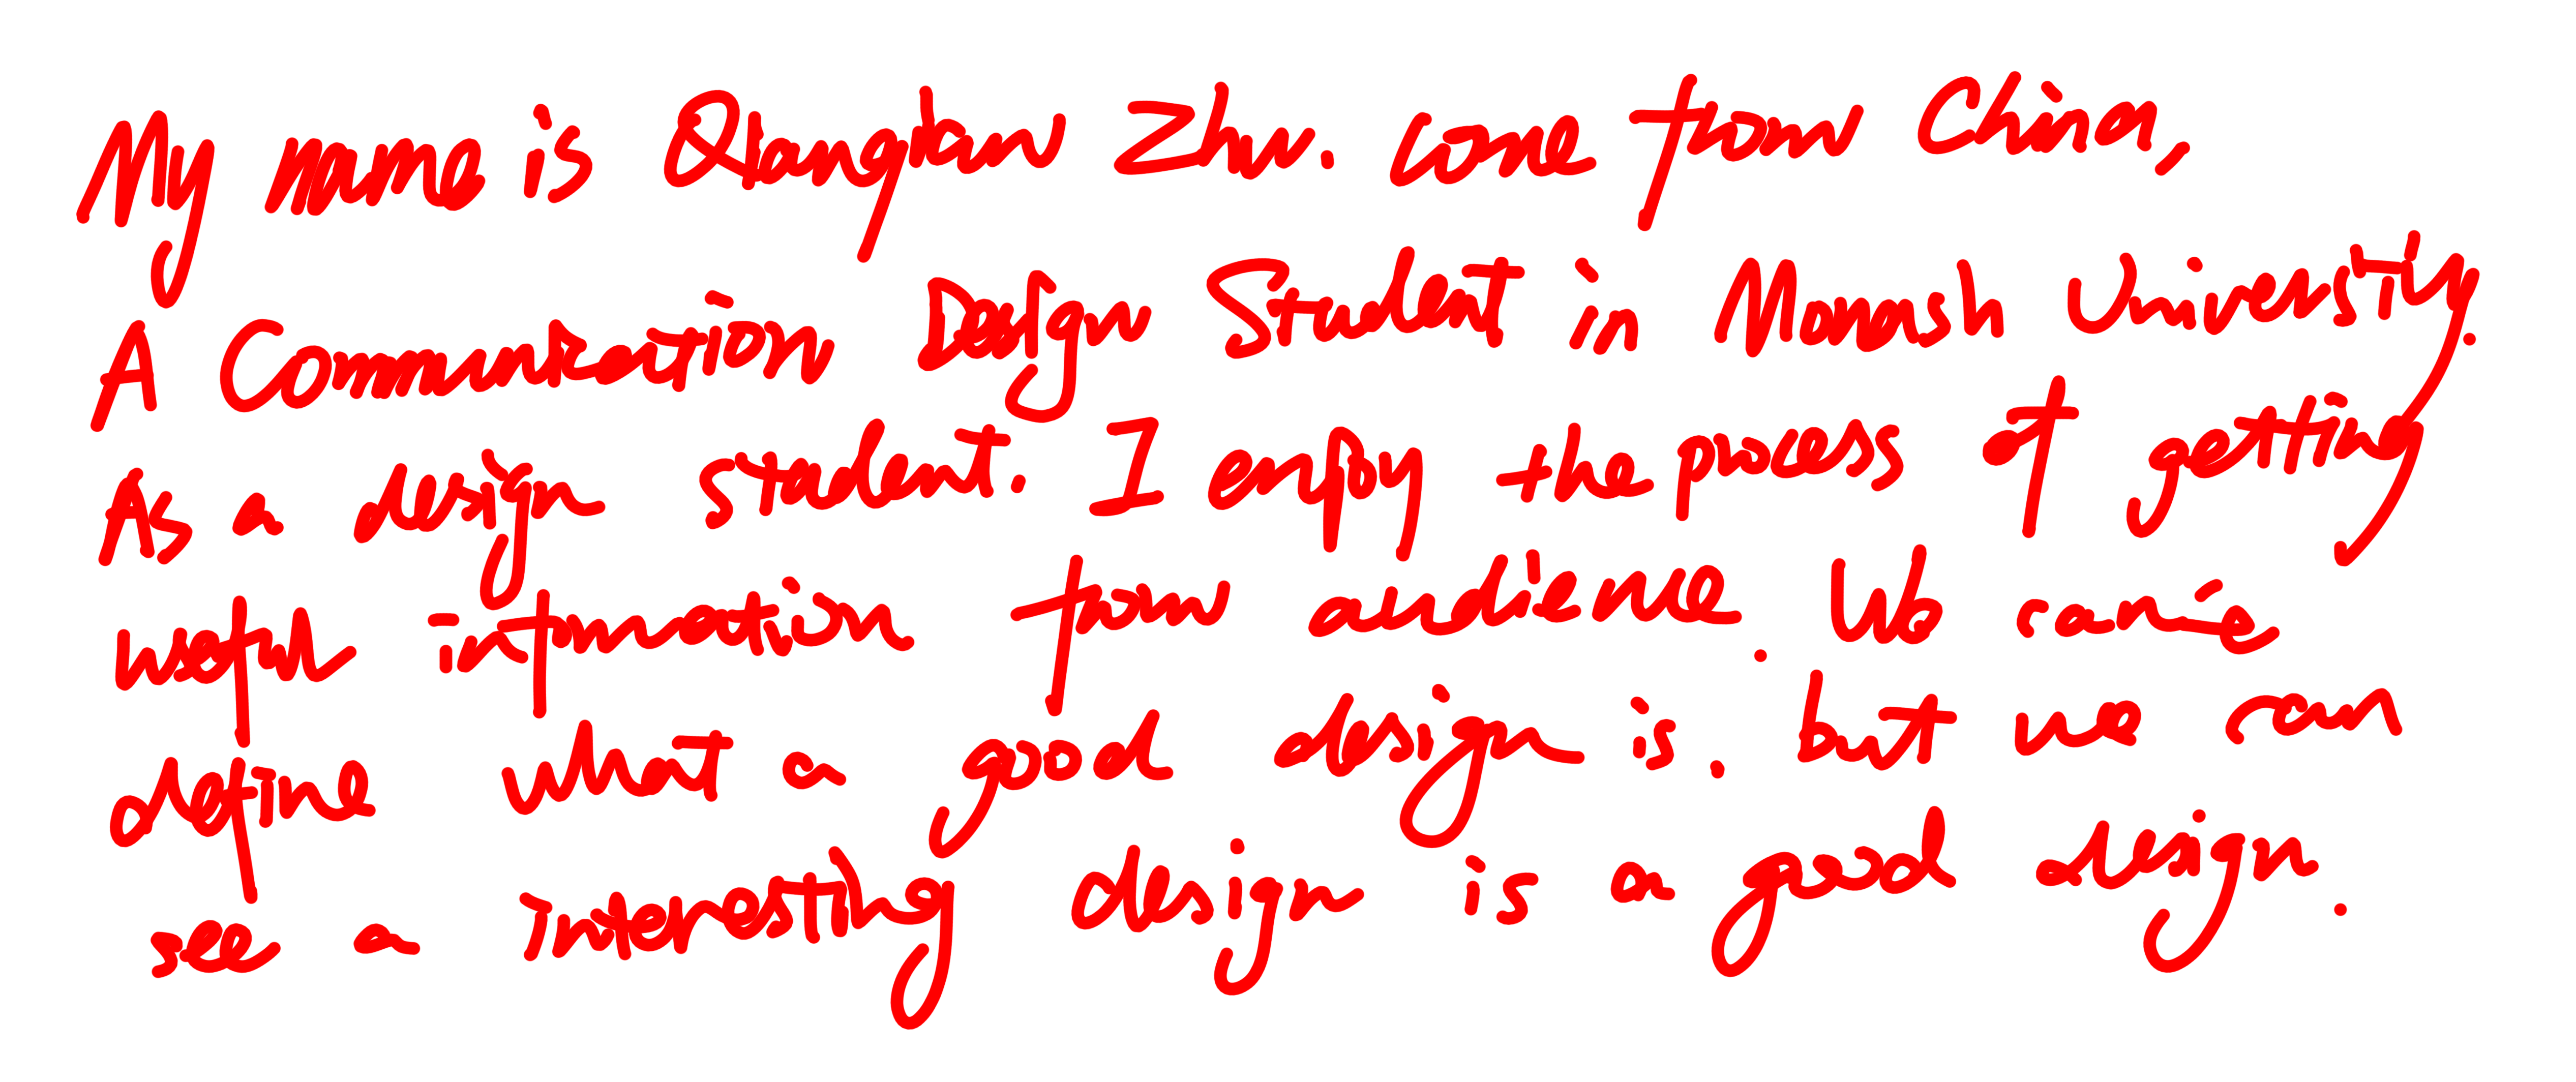 My name is Qianqian Zhu. come from China,
A Communication Design Student in Monash University.
As a design student. I enjoy the process of getting
useful information from audience. We can't
define what a good design is. but we can
see a interesting design is a good design.